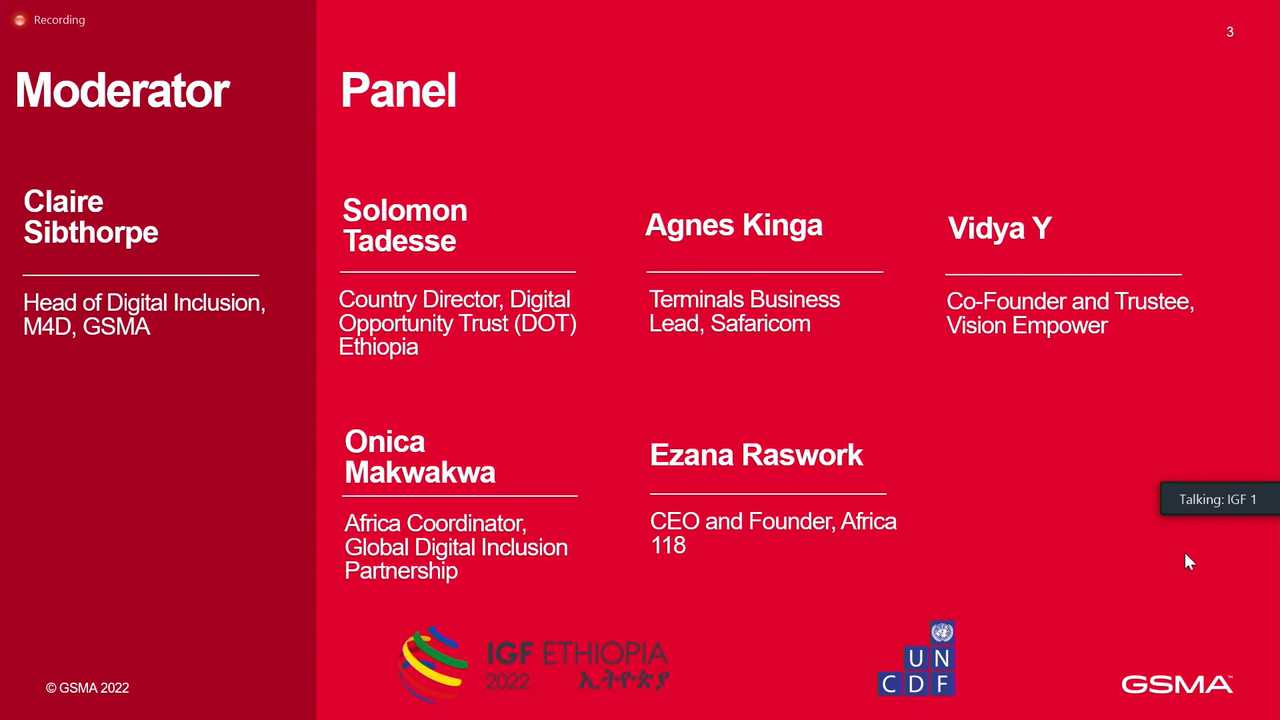 Recording
3
Moderator
Panel
Claire
Sibthorpe
Head of Digital Inclusion,
M4D, GSMA
Solomon
Tadesse
Country Director, Digital
Opportunity Trust (DOT)
Ethiopia
Agnes Kinga
Terminals Business
Lead, Safaricom
Vidya Y
Co-Founder and Trustee,
Vision Empower
Onica
Makwakwa
Africa Coordinator,
Global Digital Inclusion
Partnership
Ezana Raswork
CEO and Founder, Africa
118
Talking: IGF 1
© GSMA 2022
IGF ETHIOPIA
2022 ኢትዮጵያ
UN
CDF
GSMA™